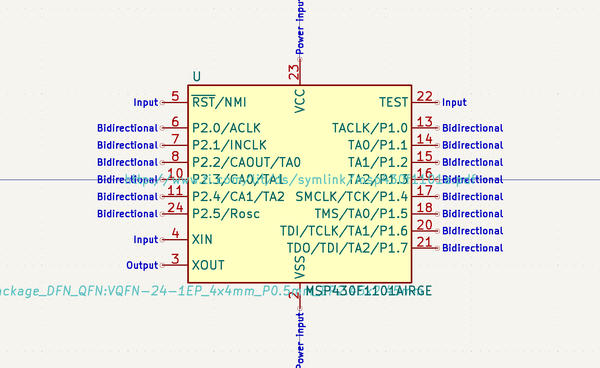 Power input
23
VCC
U
Input 5 RST/NMI
TEST 22 Input
Bidirectional 6 P2.0/ACLK
TACLK/P1.0 13 Bidirectional
Bidirectional 7 P2.1/INCLK
TA0/P1.1 14 Bidirectional
Bidirectional 8 P2.2/CAOUT/TA0
TA1/P1.2 15 Bidirectional
Bidirectional 10 P2.3/CA0/TA1
TA2/P1.3 16 Bidirectional
Bidirectional 11 P2.4/CA1/TA2
SMCLK/TCK/P1.4 17 Bidirectional
Bidirectional 24 P2.5/Rosc
TMS/TA0/P1.5 18 Bidirectional
TDI/TCLK/TA1/P1.6 20 Bidirectional
Input 4 XIN
TDO/TDI/TA2/P1.7 21 Bidirectional
Output 3 XOUT
VSS
2
MSP430F1101AIRGE
Power input